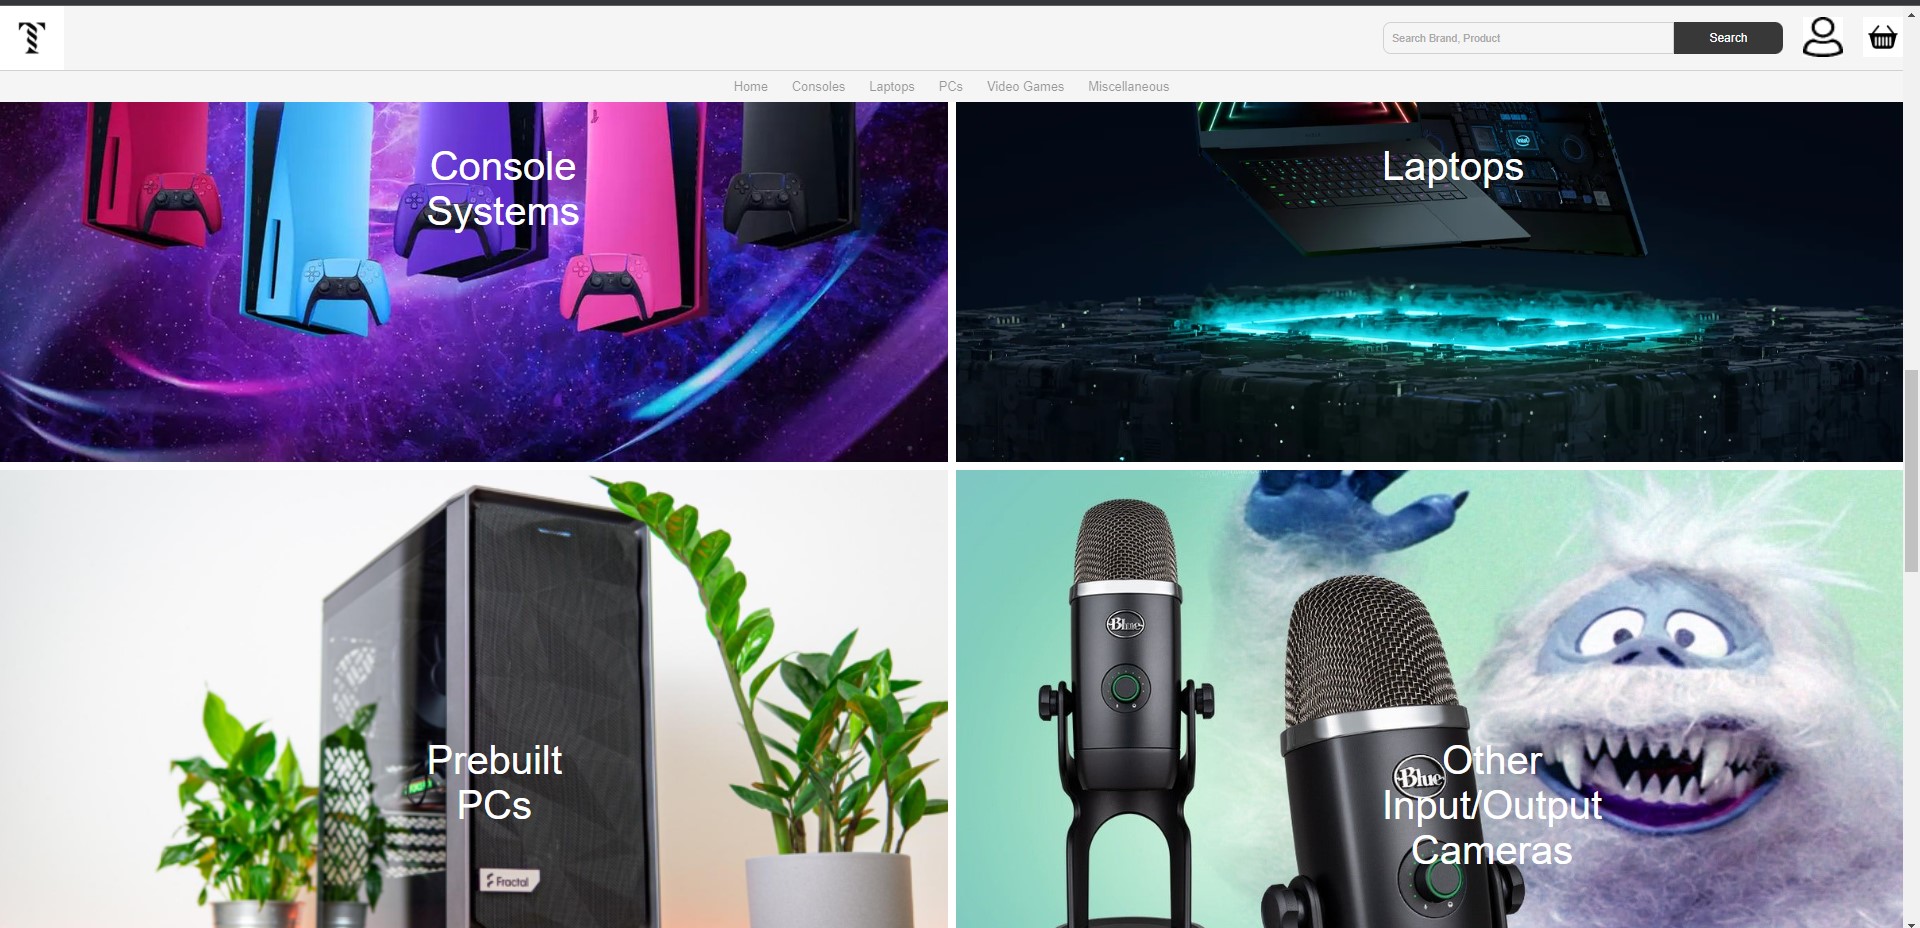 T
Search Brand, Product
Search
Home Consoles Laptops PCs Video Games Miscellaneous
Console
Systems
Laptops
intel
Prebuilt
PCs
Fractal
Blue
Blue
Other
Input/Output
Cameras